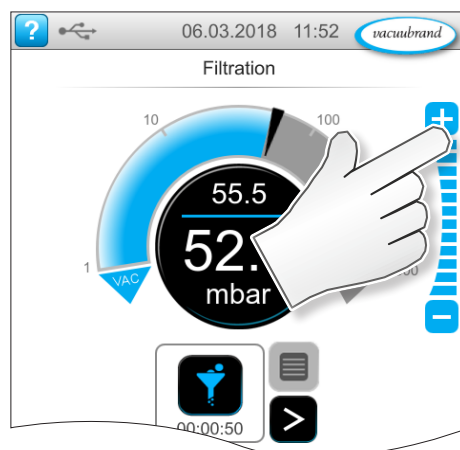 ? 06.03.2018 11:52 vacuubrand
Filtration
10 100
55.5
52.
1 VAC
mbar
00:00:50